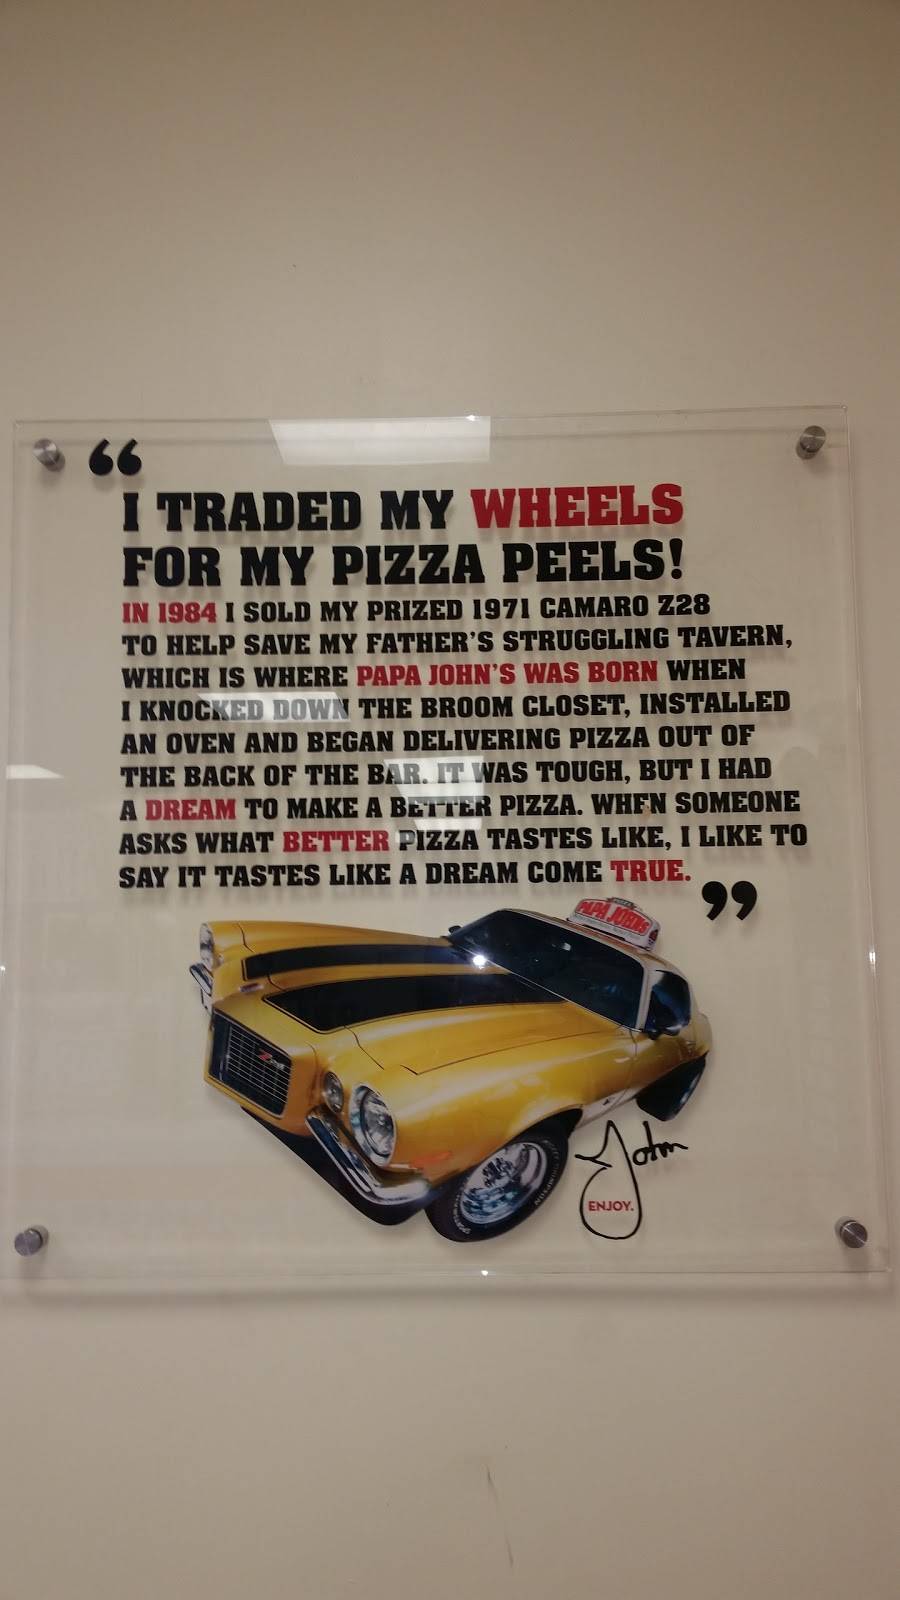 “
I TRADED MY WHEELS
FOR MY PIZZA PEELS!
IN 1984 I SOLD MY PRIZED 1971 CAMARO Z28
TO HELP SAVE MY FATHER'S STRUGGLING TAVERN,
WHICH IS WHERE PAPA JOHN'S WAS BORN WHEN
I KNOCKED DOWN THE BROOM CLOSET, INSTALLED
AN OVEN AND BEGAN DELIVERING PIZZA OUT OF
THE BACK OF THE BAR. IT WAS TOUGH, BUT I HAD
A DREAM TO MAKE A BETTER PIZZA. WHEN SOMEONE
ASKS WHAT BETTER PIZZA TASTES LIKE, I LIKE TO
SAY IT TASTES LIKE A DREAM COME TRUE.
”
PAPA JOHNS
Z28
John
ENJOY.